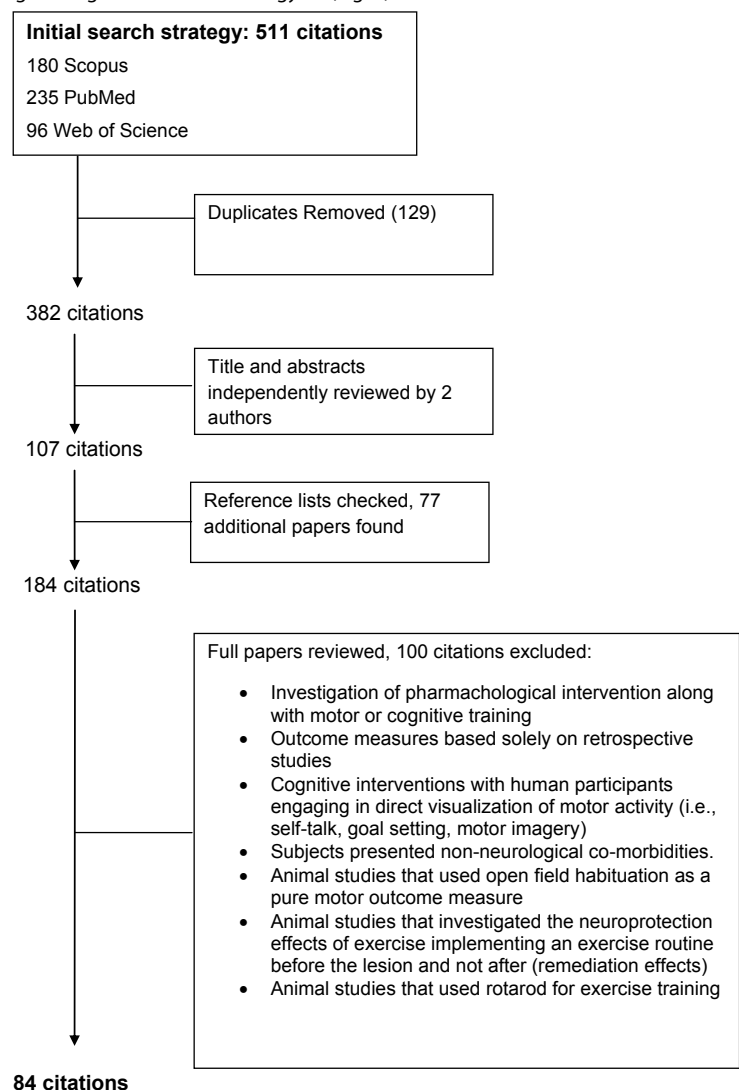 Initial search strategy: 511 citations
180 Scopus
235 PubMed
96 Web of Science
Duplicates Removed (129)
382 citations
Title and abstracts
independently reviewed by 2
authors
107 citations
Reference lists checked, 77
additional papers found
184 citations
Full papers reviewed, 100 citations excluded:
• Investigation of pharmachological intervention along
with motor or cognitive training
• Outcome measures based solely on retrospective
studies
• Cognitive interventions with human participants
engaging in direct visualization of motor activity (i.e.,
self-talk, goal setting, motor imagery)
• Subjects presented non-neurological co-morbidities.
• Animal studies that used open field habituation as a
pure motor outcome measure
• Animal studies that investigated the neuroprotection
effects of exercise implementing an exercise routine
before the lesion and not after (remediation effects)
• Animal studies that used rotarod for exercise training
84 citations